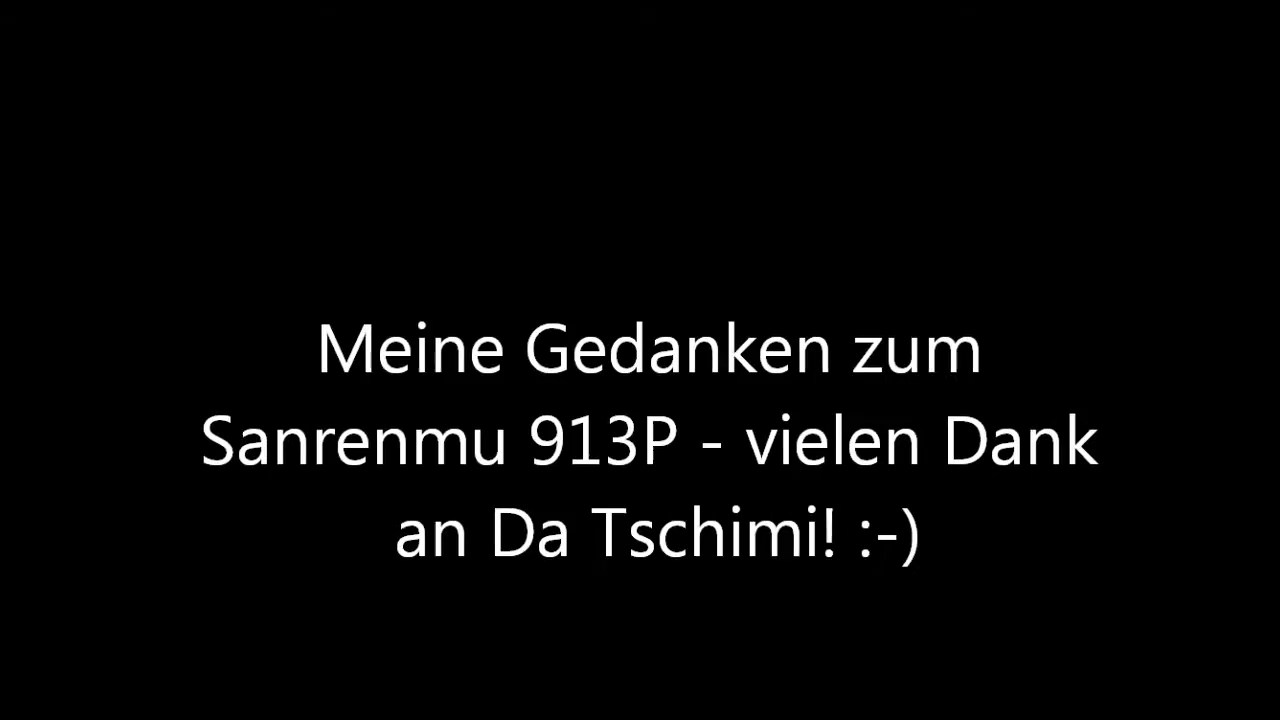 Meine Gedanken zum
Sanrenmu 913P - vielen Dank
an Da Tschimi! :-)